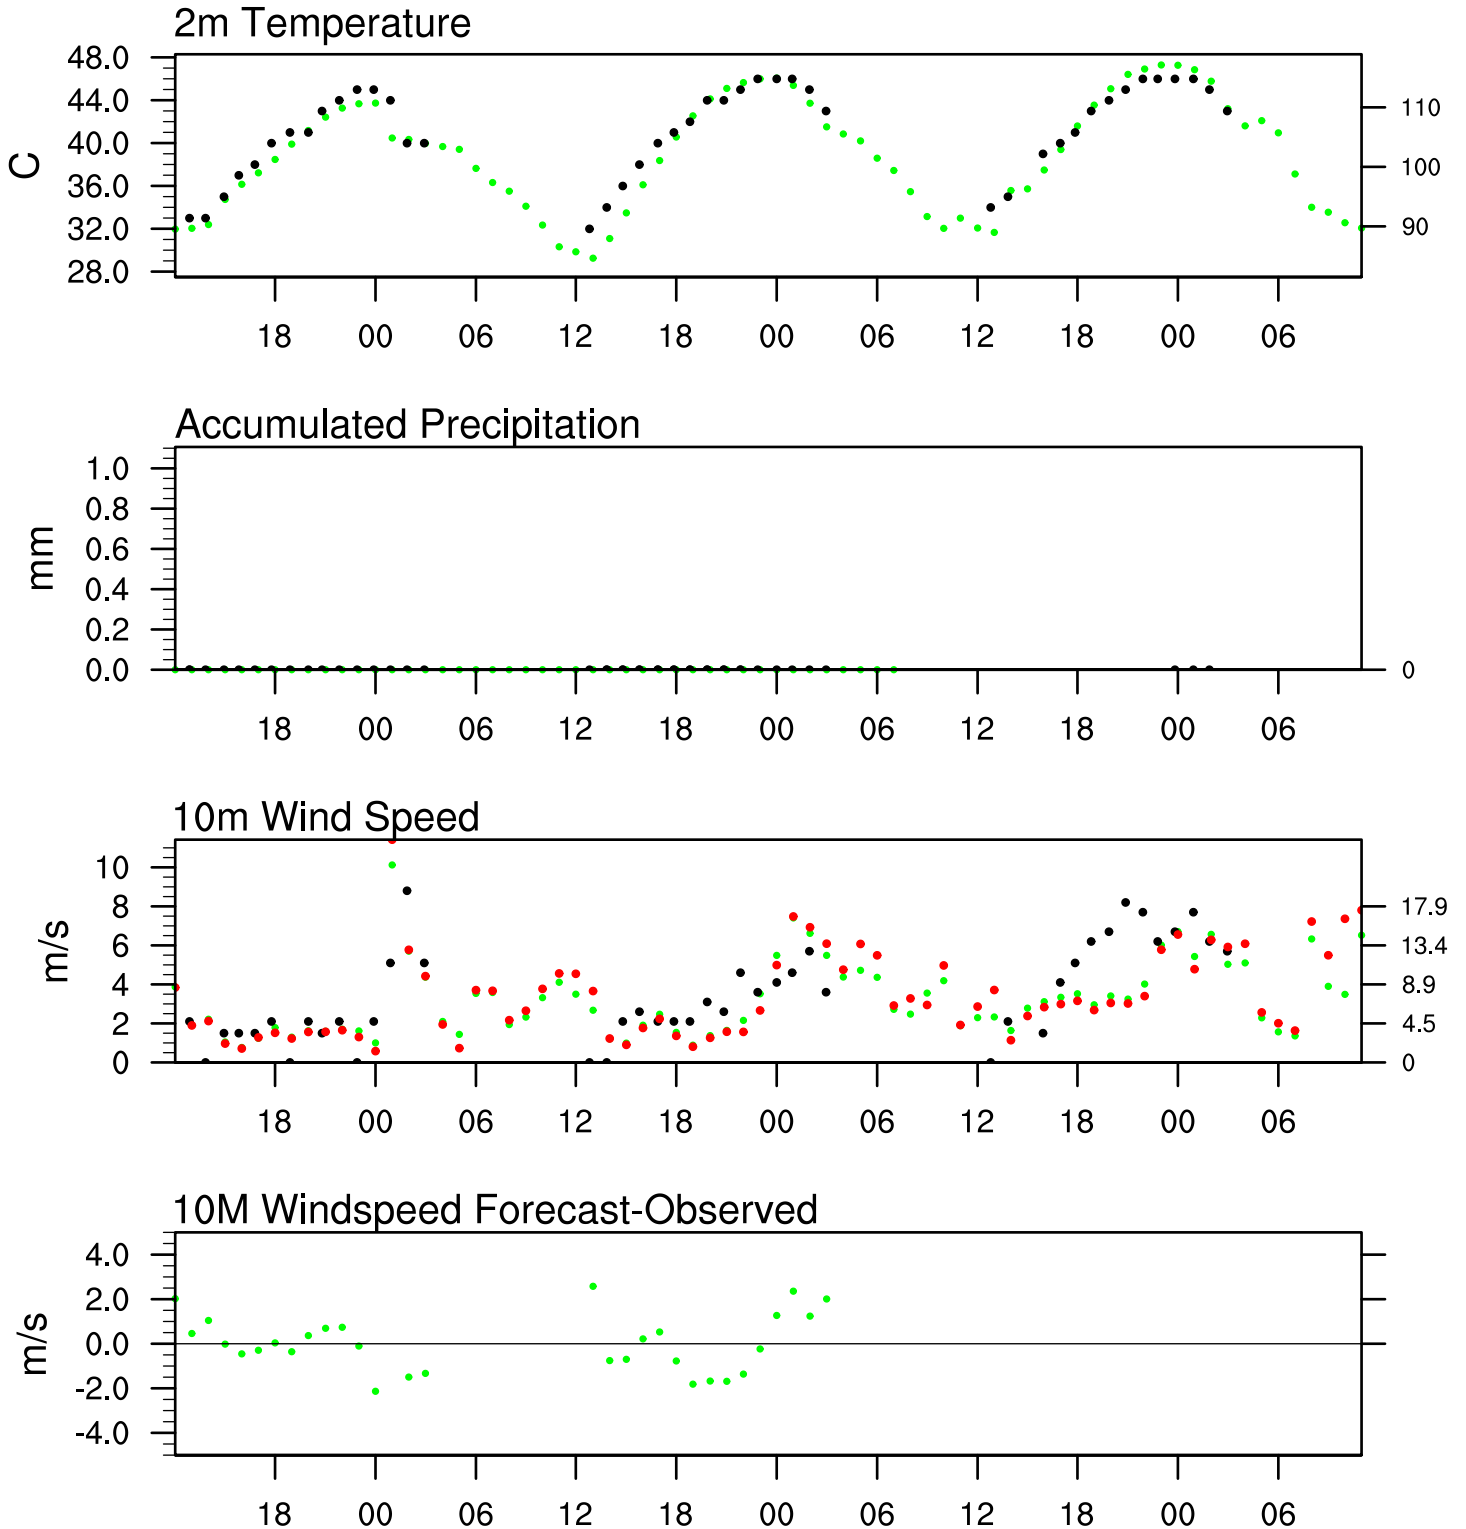 2m Temperature
48.0
44.0
40.0
36.0
32.0
28.0
C
110
100
90
18 00 06 12 18 00 06 12 18 00 06
Accumulated Precipitation
1.0
0.8
0.6
0.4
0.2
0.0
mm
0
18 00 06 12 18 00 06 12 18 00 06
10m Wind Speed
10
8
6
4
2
0
m/s
17.9
13.4
8.9
4.5
0
18 00 06 12 18 00 06 12 18 00 06
10M Windspeed Forecast-Observed
4.0
2.0
0.0
-2.0
-4.0
m/s
18 00 06 12 18 00 06 12 18 00 06